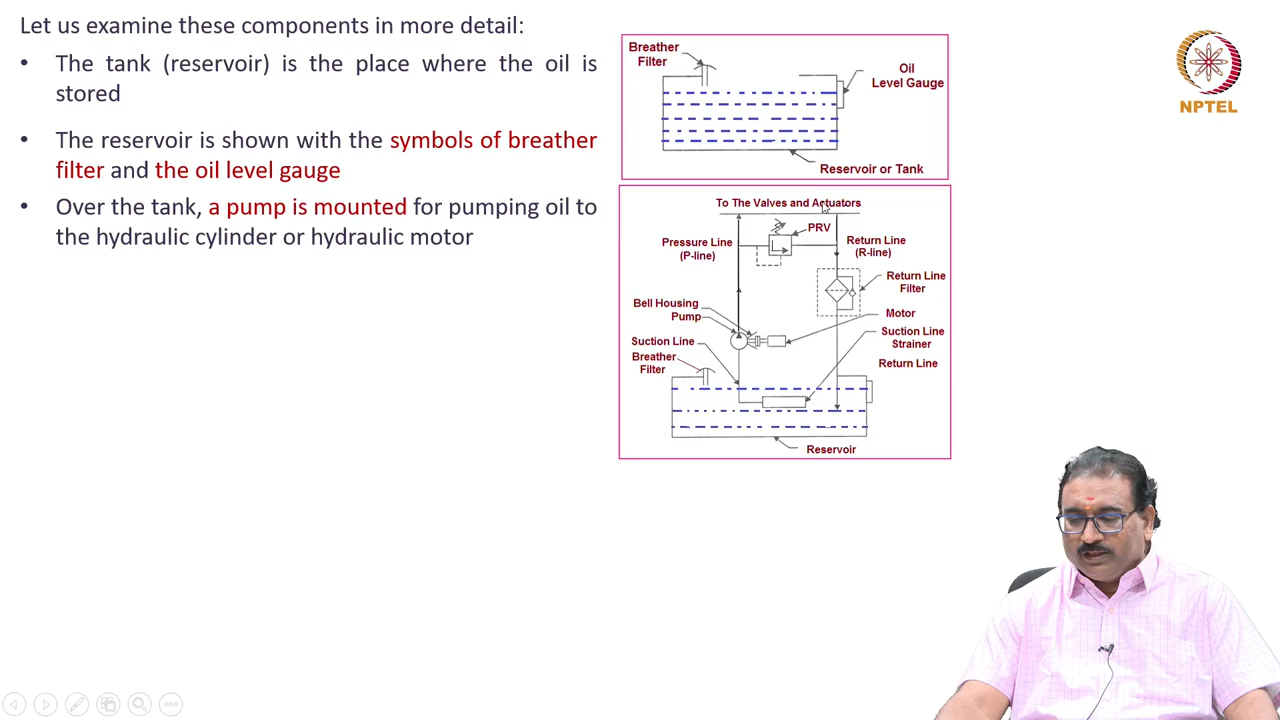 Let us examine these components in more detail:
• The tank (reservoir) is the place where the oil is
stored
• The reservoir is shown with the symbols of breather
filter and the oil level gauge
• Over the tank, a pump is mounted for pumping oil to
the hydraulic cylinder or hydraulic motor
Breather
Filter
Oil
Level Gauge
Reservoir or Tank
To The Valves and Actuators
PRV
Pressure Line
(P-line)
Return Line
(R-line)
Return Line
Filter
Bell Housing
Pump
Motor
Suction Line
Strainer
Suction Line
Breather
Filter
Return Line
Reservoir
NPTEL